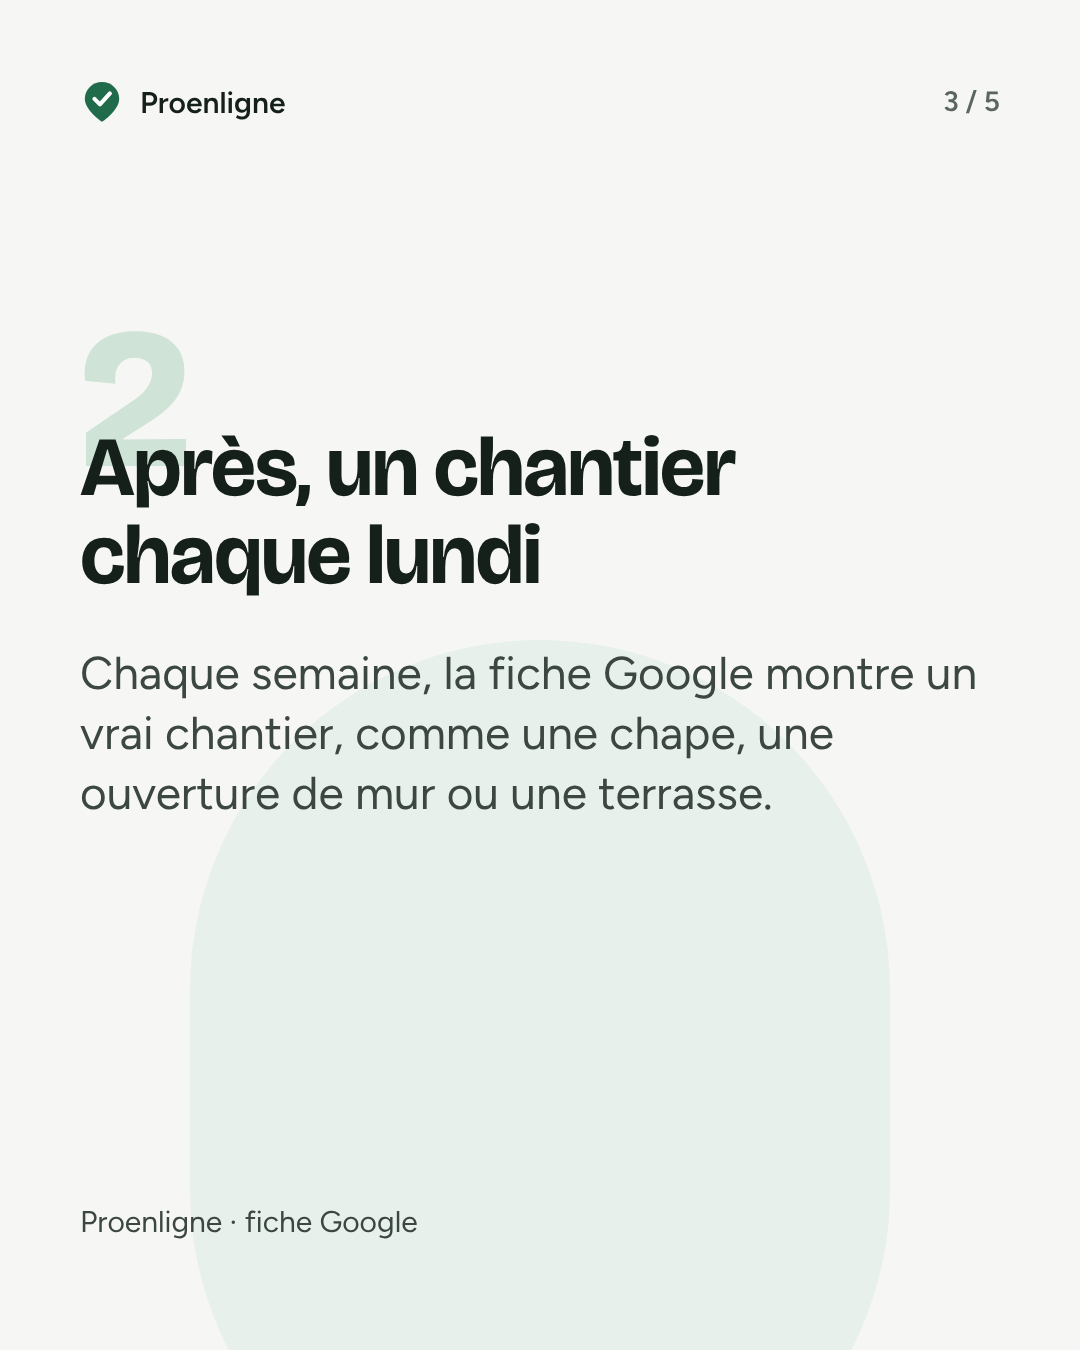 Proenligne
3 / 5
2
Après, un chantier
chaque lundi
Chaque semaine, la fiche Google montre un
vrai chantier, comme une chape, une
ouverture de mur ou une terrasse.
Proenligne · fiche Google